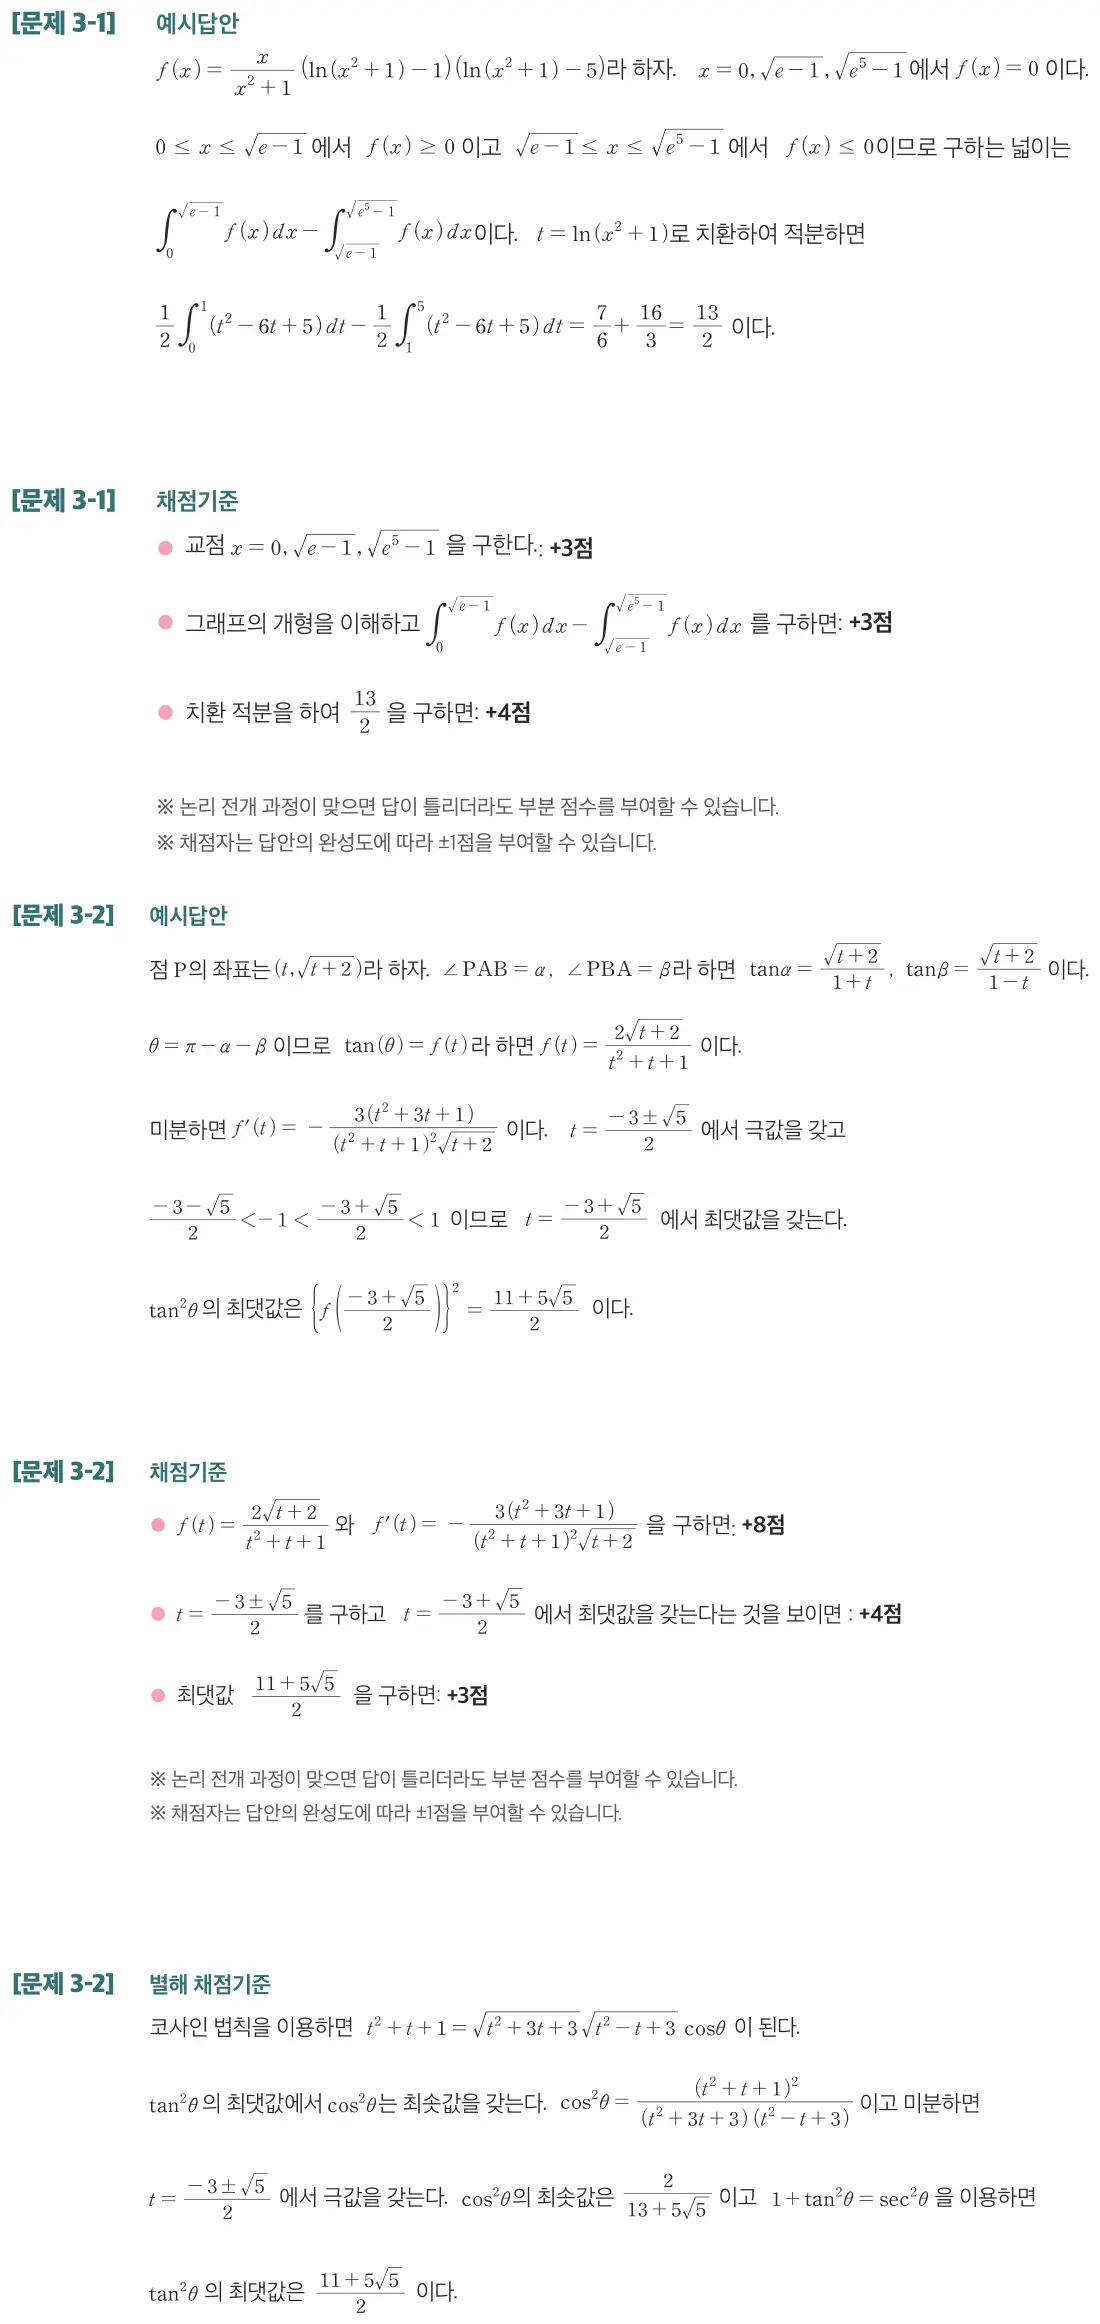 [문제 3-1] 예시답안
f(x) = x/(x²+1) (ln(x²+1)−1)(ln(x²+1)−5)라 하자. x=0, √(e−1), √(e⁵−1) 에서 f(x)=0 이다.
0 ≤ x ≤ √(e−1) 에서 f(x) ≥ 0 이고 √(e−1) ≤ x ≤ √(e⁵−1) 에서 f(x) ≤ 0이므로 구하는 넓이는
∫₀^√(e−1) f(x)dx − ∫_√(e−1)^√(e⁵−1) f(x)dx이다. t = ln(x²+1)로 치환하여 적분하면
1/2 ∫₀¹ (t²−6t+5)dt − 1/2 ∫₁⁵ (t²−6t+5)dt = 7/6 + 16/3 = 13/2 이다.
[문제 3-1] 채점기준
● 교점 x = 0, √(e−1), √(e⁵−1) 을 구한다.: +3점
● 그래프의 개형을 이해하고 ∫₀^√(e−1) f(x)dx − ∫_√(e−1)^√(e⁵−1) f(x)dx 를 구하면: +3점
● 치환 적분을 하여 13/2 을 구하면: +4점
※ 논리 전개 과정이 맞으면 답이 틀리더라도 부분 점수를 부여할 수 있습니다.
※ 채점자는 답안의 완성도에 따라 ±1점을 부여할 수 있습니다.
[문제 3-2] 예시답안
점 P의 좌표는 (t, √(t+2))라 하자. ∠PAB = α, ∠PBA = β라 하면 tanα = √(t+2)/(1+t), tanβ = √(t+2)/(1−t) 이다.
θ = π−α−β 이므로 tan(θ) = f(t)라 하면 f(t) = 2√(t+2)/(t²+t+1) 이다.
미분하면 f′(t) = − 3(t²+3t+1)/((t²+t+1)²√(t+2)) 이다. t = (−3±√5)/2 에서 극값을 갖고
(−3−√5)/2 <−1 < (−3+√5)/2 < 1 이므로 t = (−3+√5)/2 에서 최댓값을 갖는다.
tan²θ 의 최댓값은 {f((−3+√5)/2)}² = (11+5√5)/2 이다.
[문제 3-2] 채점기준
● f(t) = 2√(t+2)/(t²+t+1) 와 f′(t) = − 3(t²+3t+1)/((t²+t+1)²√(t+2)) 을 구하면: +8점
● t = (−3±√5)/2 를 구하고 t = (−3+√5)/2 에서 최댓값을 갖는다는 것을 보이면 : +4점
● 최댓값 (11+5√5)/2 을 구하면: +3점
※ 논리 전개 과정이 맞으면 답이 틀리더라도 부분 점수를 부여할 수 있습니다.
※ 채점자는 답안의 완성도에 따라 ±1점을 부여할 수 있습니다.
[문제 3-2] 별해 채점기준
코사인 법칙을 이용하면 t²+t+1 = √(t²+3t+3)√(t²−t+3) cosθ 이 된다.
tan²θ 의 최댓값에서 cos²θ는 최솟값을 갖는다. cos²θ = (t²+t+1)²/((t²+3t+3)(t²−t+3)) 이고 미분하면
t = (−3±√5)/2 에서 극값을 갖는다. cos²θ의 최솟값은 2/(13+5√5) 이고 1+tan²θ = sec²θ 을 이용하면
tan²θ 의 최댓값은 (11+5√5)/2 이다.